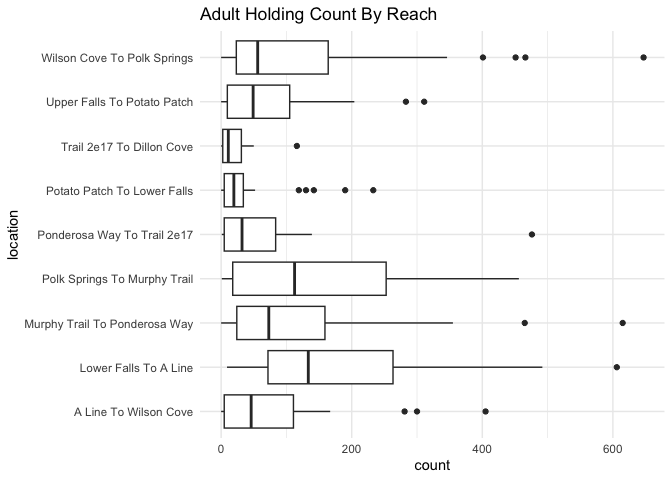 Adult Holding Count By Reach
Wilson Cove To Polk Springs
Upper Falls To Potato Patch
Trail 2e17 To Dillon Cove
Potato Patch To Lower Falls
Ponderosa Way To Trail 2e17
Polk Springs To Murphy Trail
Murphy Trail To Ponderosa Way
Lower Falls To A Line
A Line To Wilson Cove
location
0 200 400 600
count